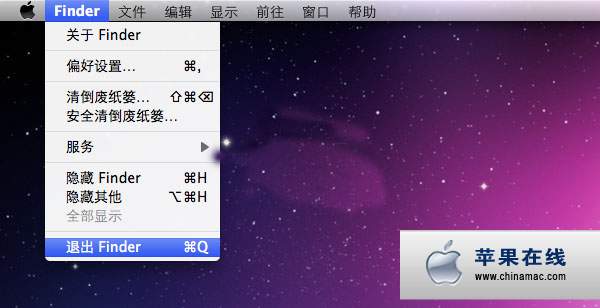 Finder 文件 编辑 显示 前往 窗口 帮助
关于 Finder
偏好设置… ⌘,
清倒废纸篓… ⇧⌘⌫
安全清倒废纸篓…
服务 ▶
隐藏 Finder ⌘H
隐藏其他 ⌥⌘H
全部显示
退出 Finder ⌘Q
苹果在线
www.chinamac.com